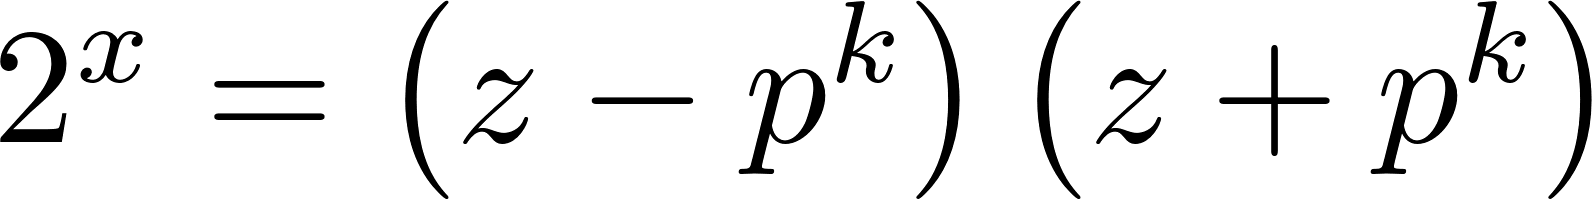 2^x = (z − p^k) (z + p^k)